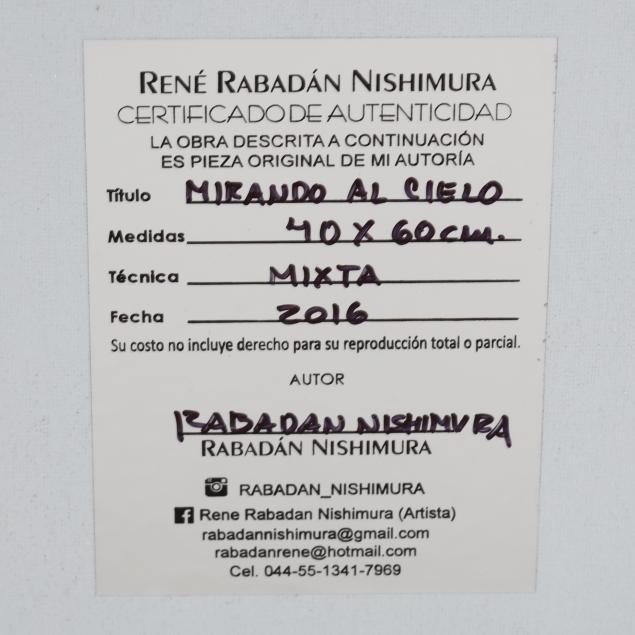 RENÉ RABADÁN NISHIMURA
CERTIFICADO DE AUTENTICIDAD
LA OBRA DESCRITA A CONTINUACIÓN
ES PIEZA ORIGINAL DE MI AUTORÍA
Título MIRANDO AL CIELO
Medidas 40 X 60 cm.
Técnica MIXTA
Fecha 2016
Su costo no incluye derecho para su reproducción total o parcial.
AUTOR
RABADAN NISHIMURA
RABADÁN NISHIMURA
RABADAN_NISHIMURA
Rene Rabadan Nishimura (Artista)
rabadannishimura@gmail.com
rabadanrene@hotmail.com
Cel. 044-55-1341-7969